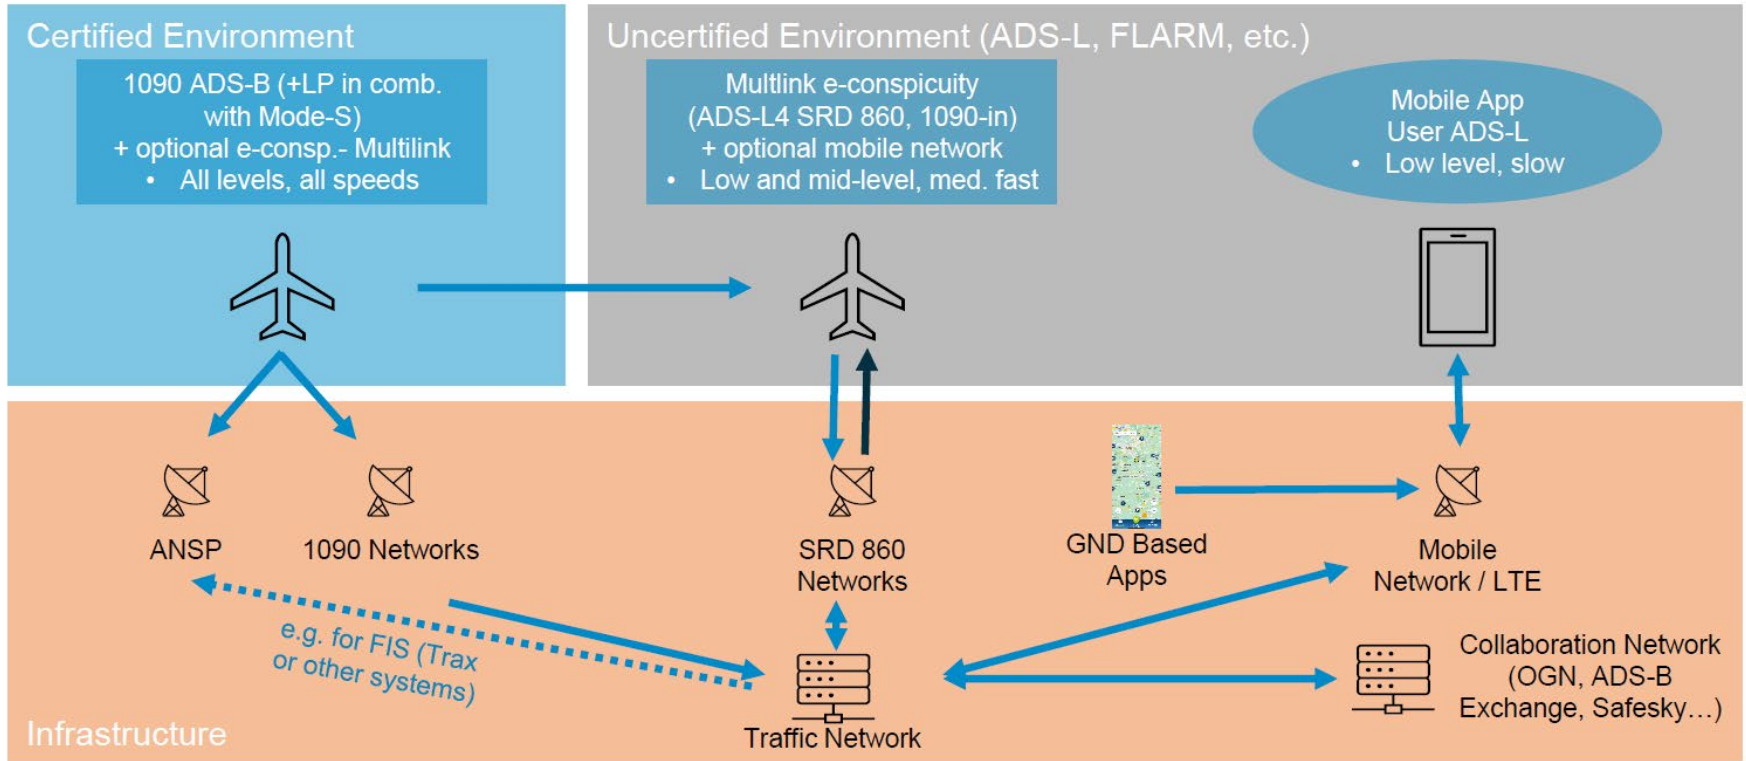 Certified Environment
1090 ADS-B (+LP in comb.
with Mode-S)
+ optional e-consp.- Multilink
• All levels, all speeds
Uncertified Environment (ADS-L, FLARM, etc.)
Multlink e-conspicuity
(ADS-L4 SRD 860, 1090-in)
+ optional mobile network
• Low and mid-level, med. fast
Mobile App
User ADS-L
• Low level, slow
ANSP
1090 Networks
SRD 860
Networks
GND Based
Apps
Mobile
Network / LTE
e.g. for FIS (Trax
or other systems)
Traffic Network
Collaboration Network
(OGN, ADS-B
Exchange, Safesky…)
Infrastructure